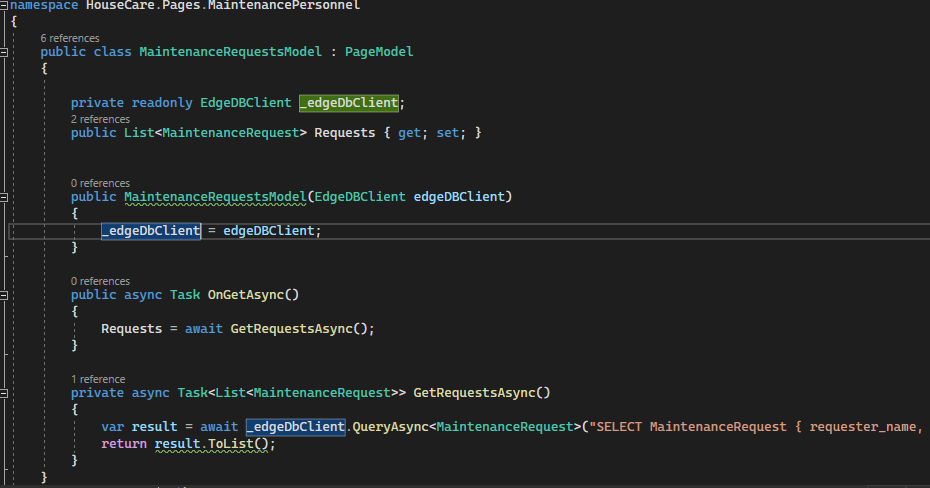 namespace HouseCare.Pages.MaintenancePersonnel
{
6 references
public class MaintenanceRequestsModel : PageModel
{
private readonly EdgeDBClient _edgeDbClient;
2 references
public List<MaintenanceRequest> Requests { get; set; }
0 references
public MaintenanceRequestsModel(EdgeDBClient edgeDBClient)
{
_edgeDbClient = edgeDBClient;
}
0 references
public async Task OnGetAsync()
{
Requests = await GetRequestsAsync();
}
1 reference
private async Task<List<MaintenanceRequest>> GetRequestsAsync()
{
var result = await _edgeDbClient.QueryAsync<MaintenanceRequest>("SELECT MaintenanceRequest { requester_name,
return result.ToList();
}
}